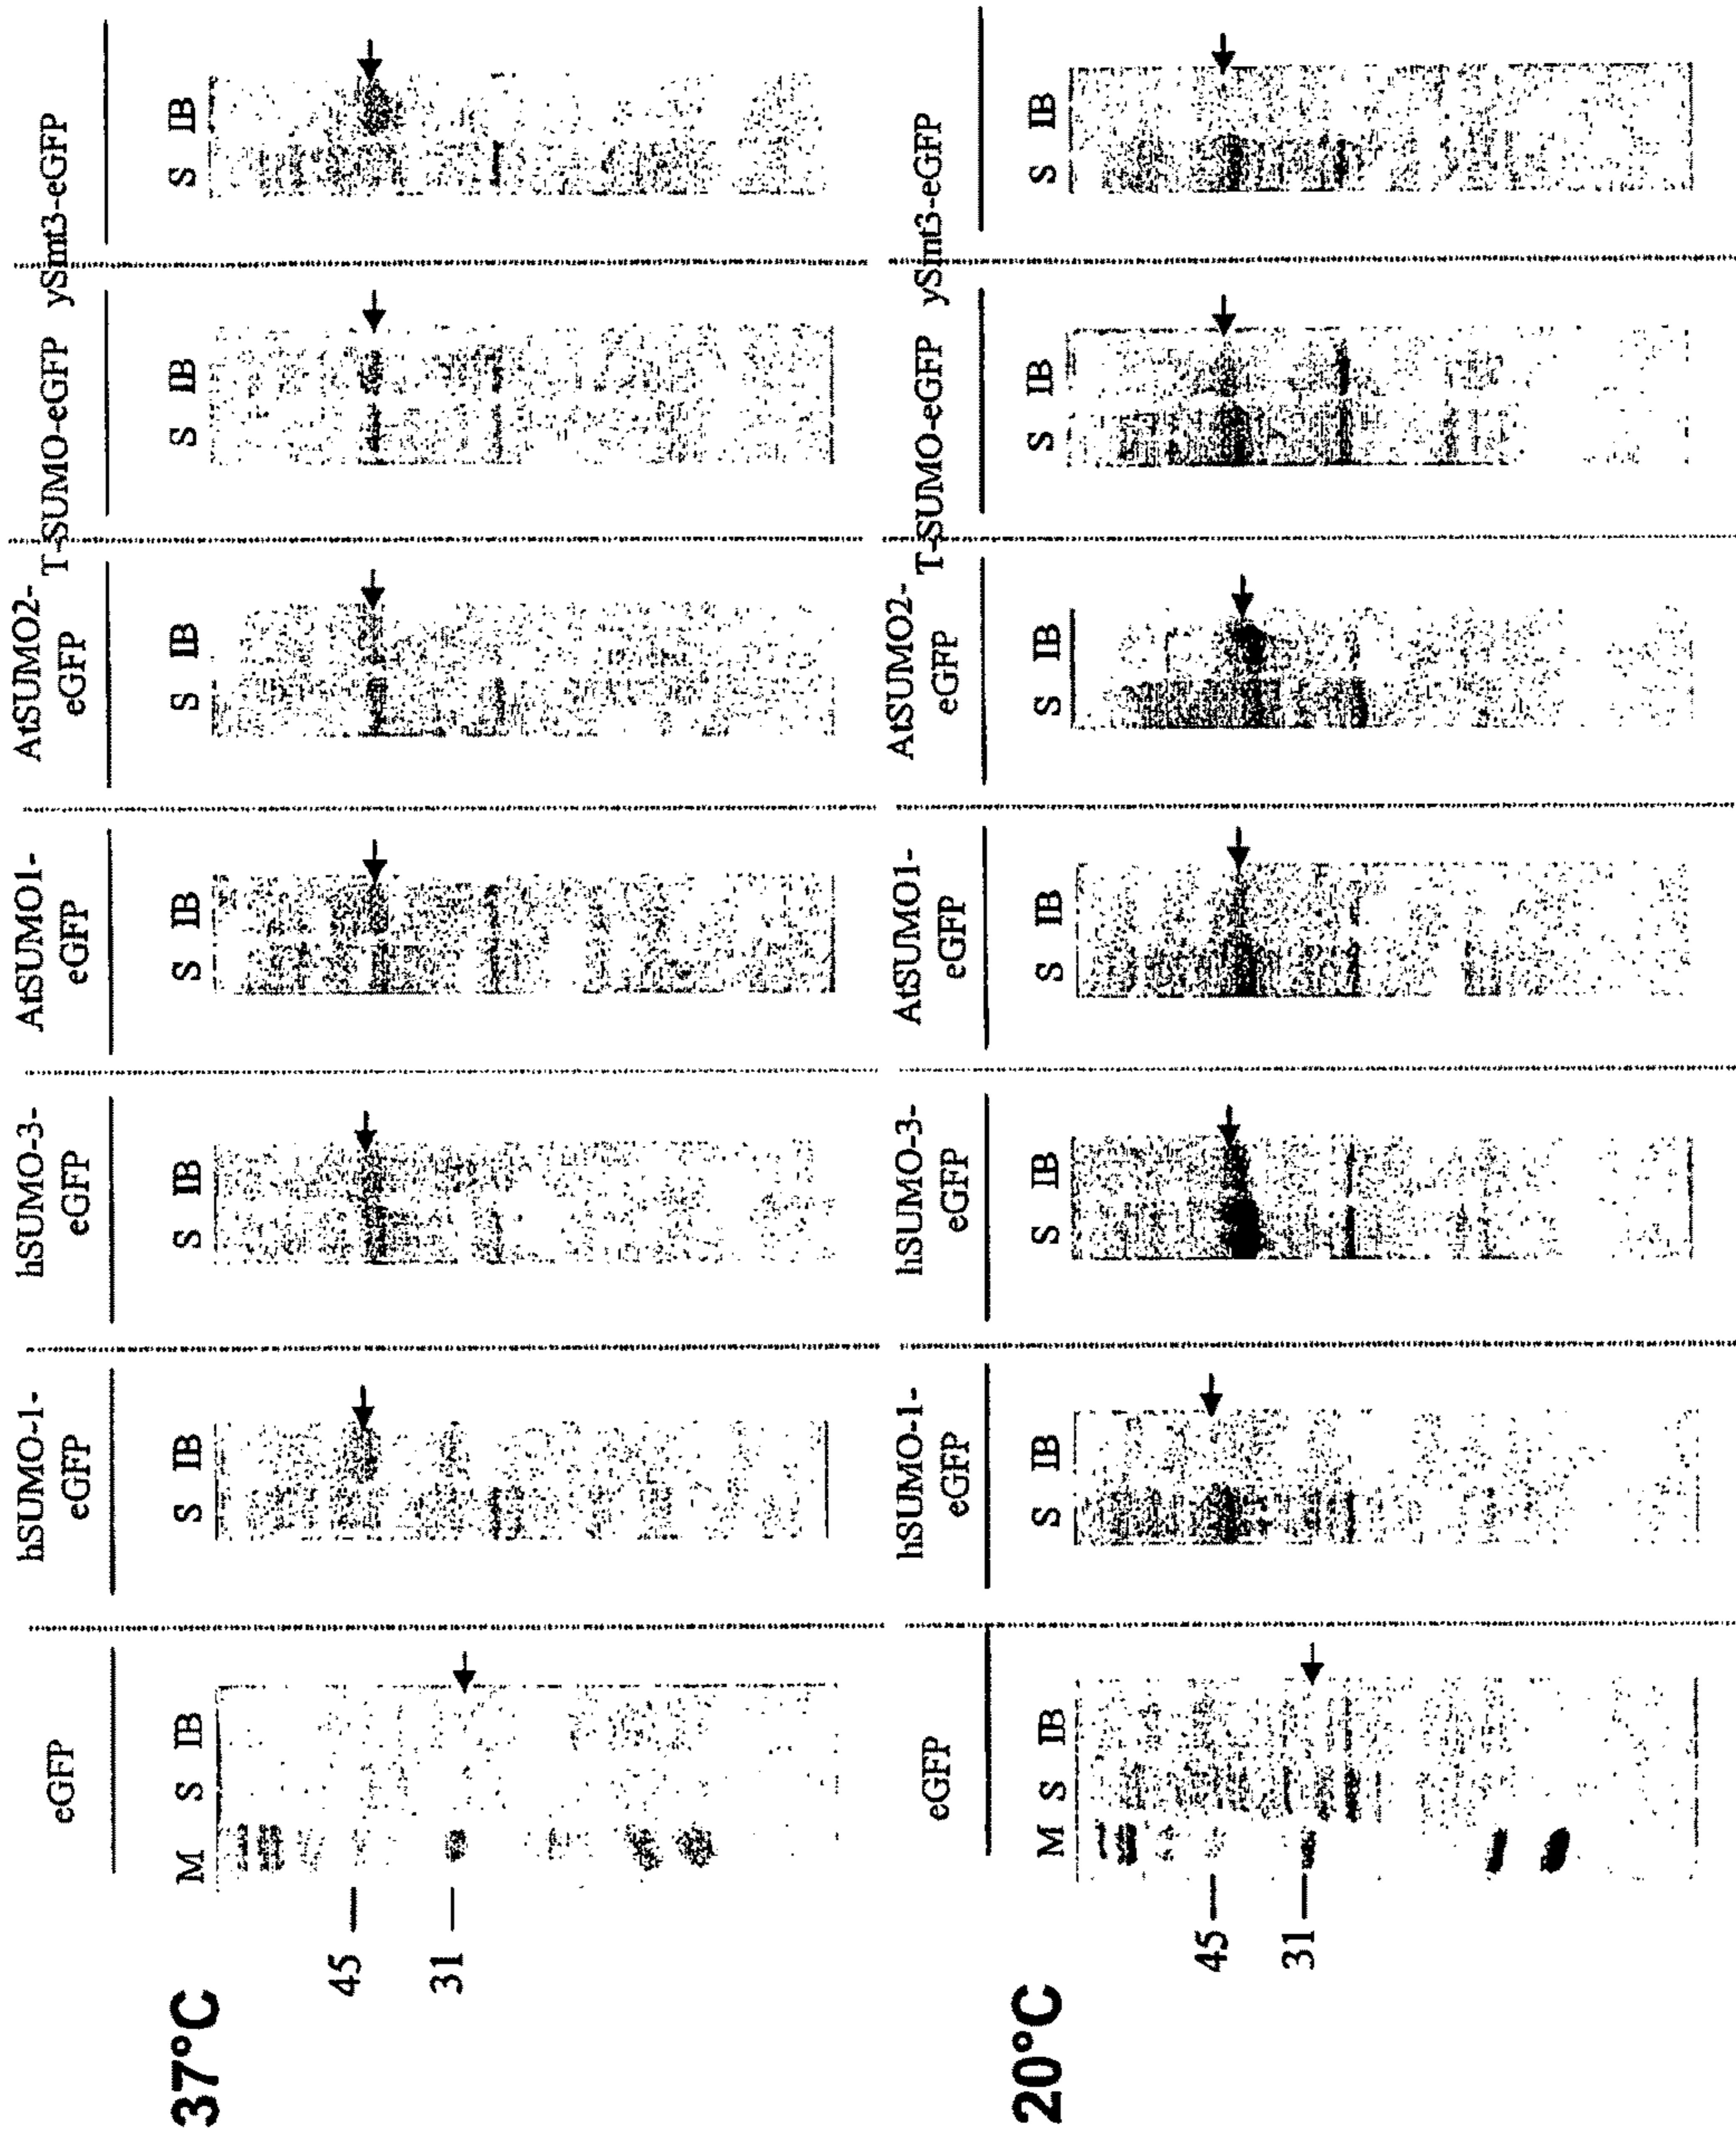 eGFP
hSUMO-1-
eGFP
hSUMO-3-
eGFP
AtSUMO1-
eGFP
AtSUMO2-
eGFP
T-SUMO-eGFP
ySmt3-eGFP
37°C
M S IB
S IB
S IB
S IB
S IB
S IB
S IB
45
31
eGFP
hSUMO-1-
eGFP
hSUMO-3-
eGFP
AtSUMO1-
eGFP
AtSUMO2-
eGFP
T-SUMO-eGFP
ySmt3-eGFP
20°C
M S IB
S IB
S IB
S IB
S IB
S IB
S IB
45
31